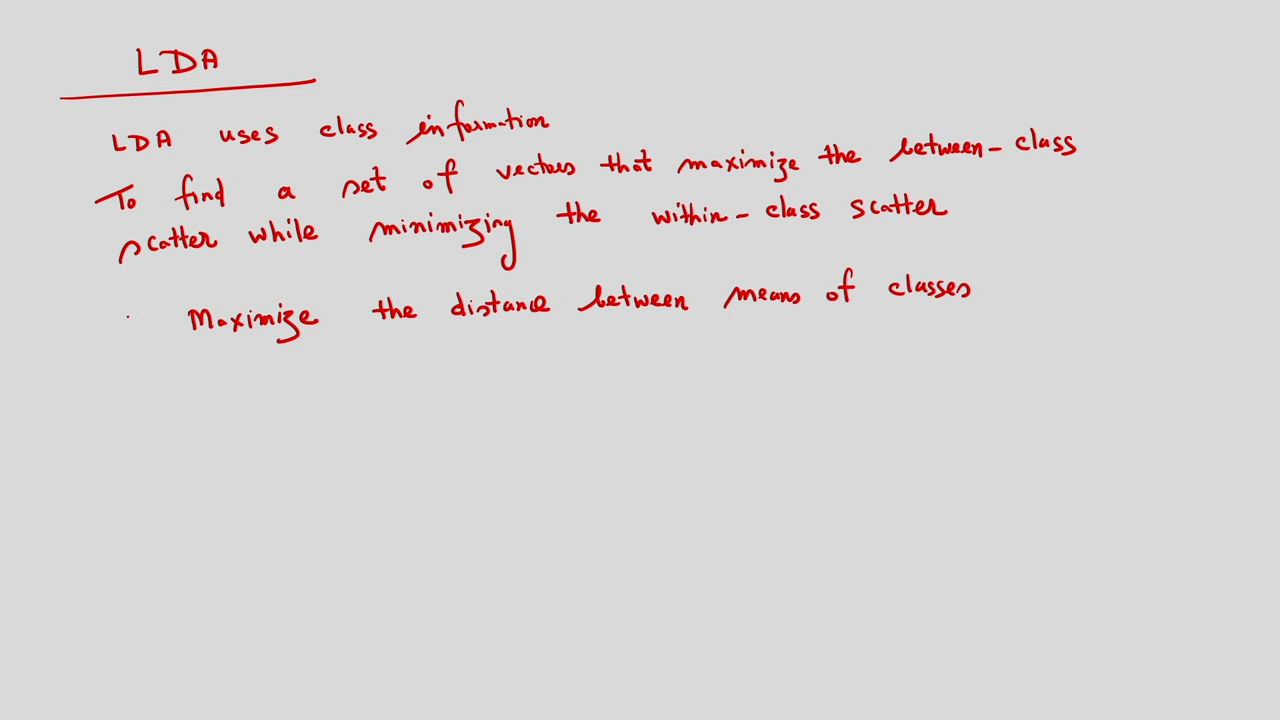 LDA
LDA uses class information
To find a set of vectors that maximize the between-class
scatter while minimizing the within-class scatter
Maximize the distance between means of classes